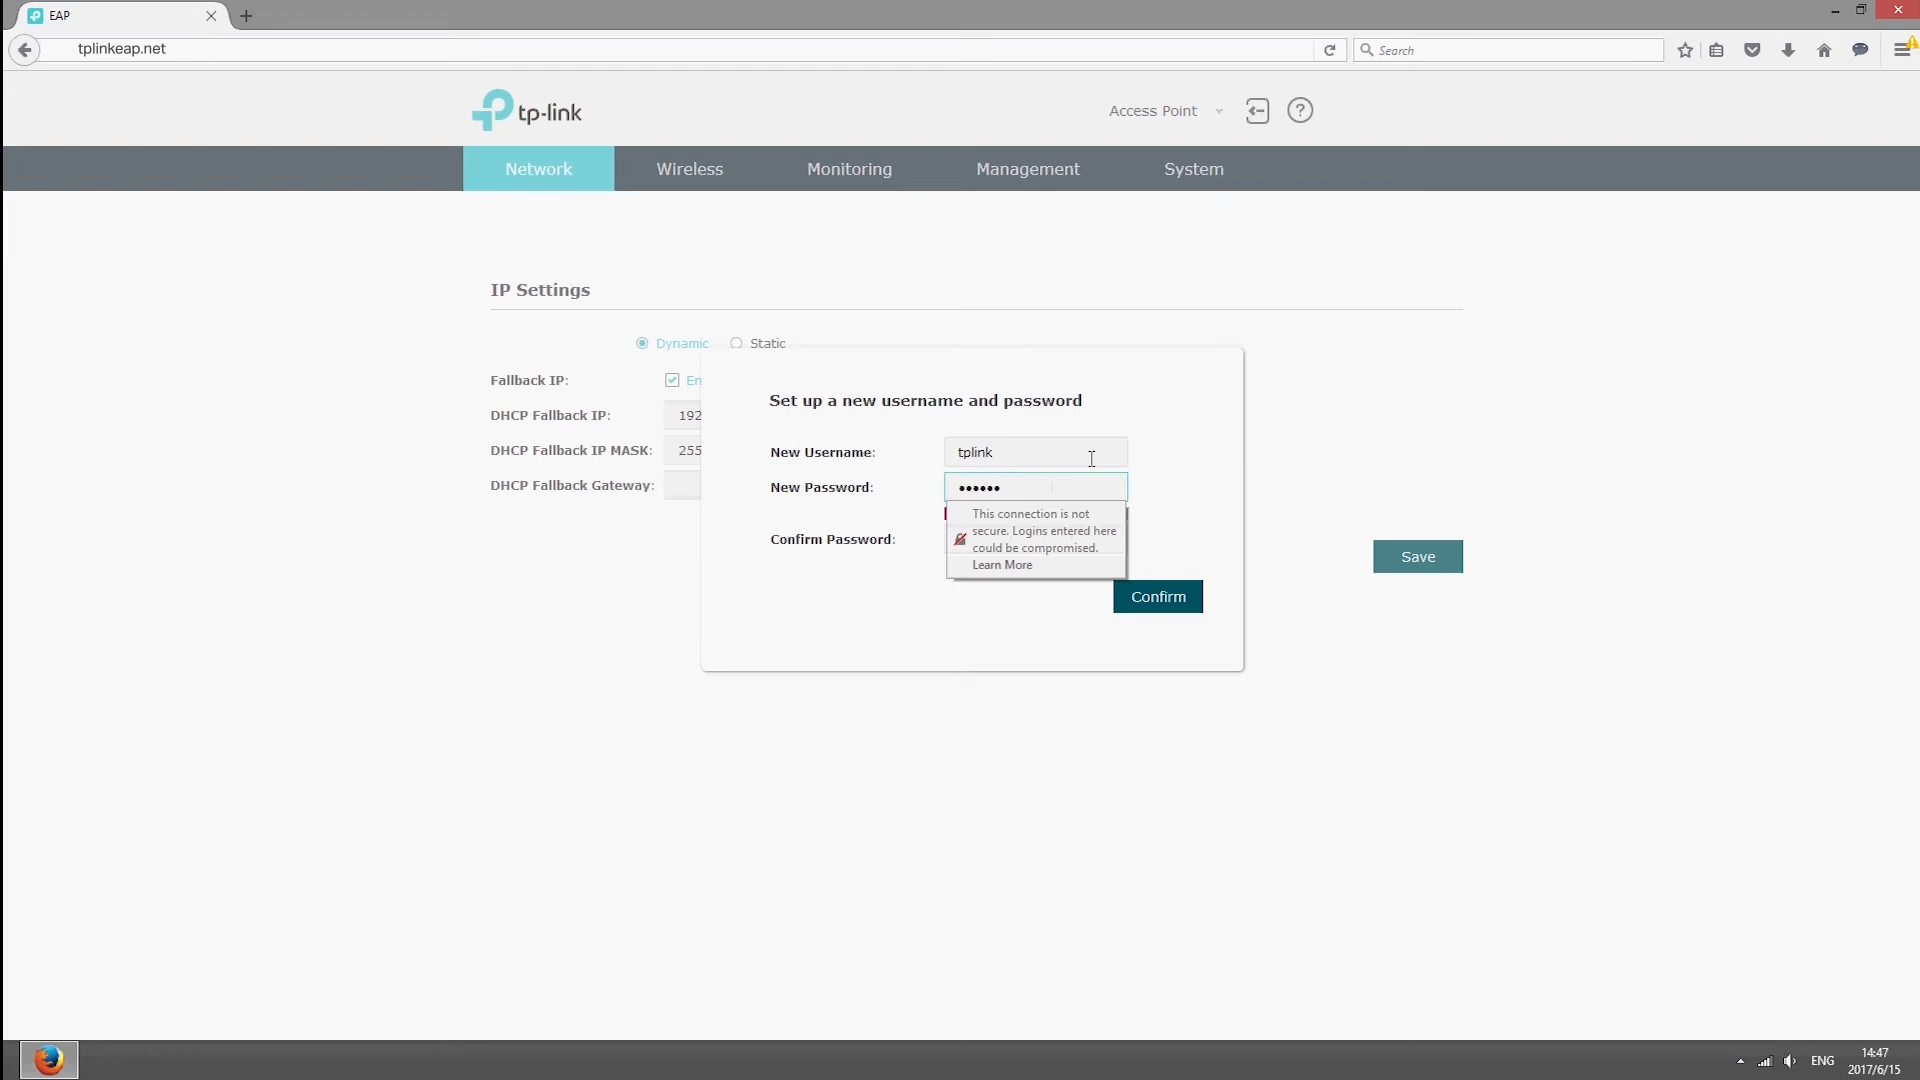 EAP
tplinkeap.net
Search
tp-link
Access Point
?
Network Wireless Monitoring Management System
IP Settings
Dynamic Static
Fallback IP: En
DHCP Fallback IP: 192
DHCP Fallback IP MASK: 255
DHCP Fallback Gateway:
Set up a new username and password
New Username: tplink
New Password: ••••••
This connection is not
secure. Logins entered here
could be compromised.
Learn More
Confirm Password:
Confirm
Save
ENG
14:47
2017/6/15